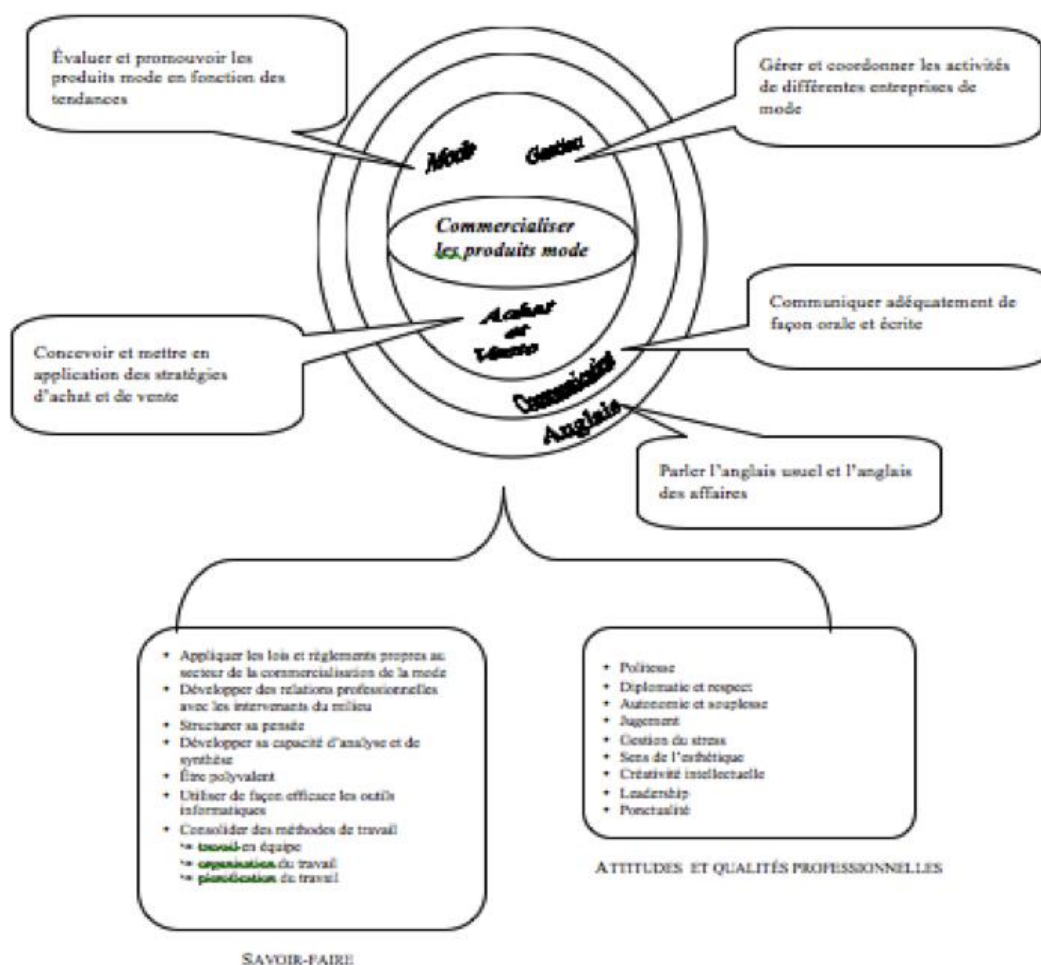 Évaluer et promouvoir les
produits mode en fonction des
tendances
Gérer et coordonner les activités
de différentes entreprises de
mode
Mode
Gestion
Commercialiser
les produits mode
Achat
et
Vente
Communiquer adéquatement de
façon orale et écrite
Concevoir et mettre en
application des stratégies
d'achat et de vente
Anglais
Parler l'anglais usuel et l'anglais
des affaires
+ Appliquer les lois et règlements propres au
secteur de la commercialisation de la mode
+ Développer des relations professionnelles
avec les intervenants du milieu
+ Structurer sa pensée
+ Développer sa capacité d'analyse et de
synthèse
+ Être polyvalent
+ Utiliser de façon efficace les outils
informatiques
+ Consolider des méthodes de travail
travail en équipe
organisation du travail
planification du travail
SAVOIR-FAIRE
+ Politesse
+ Diplomatie et respect
+ Autonomie et souplesse
+ Jugement
+ Gestion du stress
+ Sens de l'esthétique
+ Créativité intellectuelle
+ Leadership
+ Ponctualité
ATTITUDES ET QUALITÉS PROFESSIONNELLES